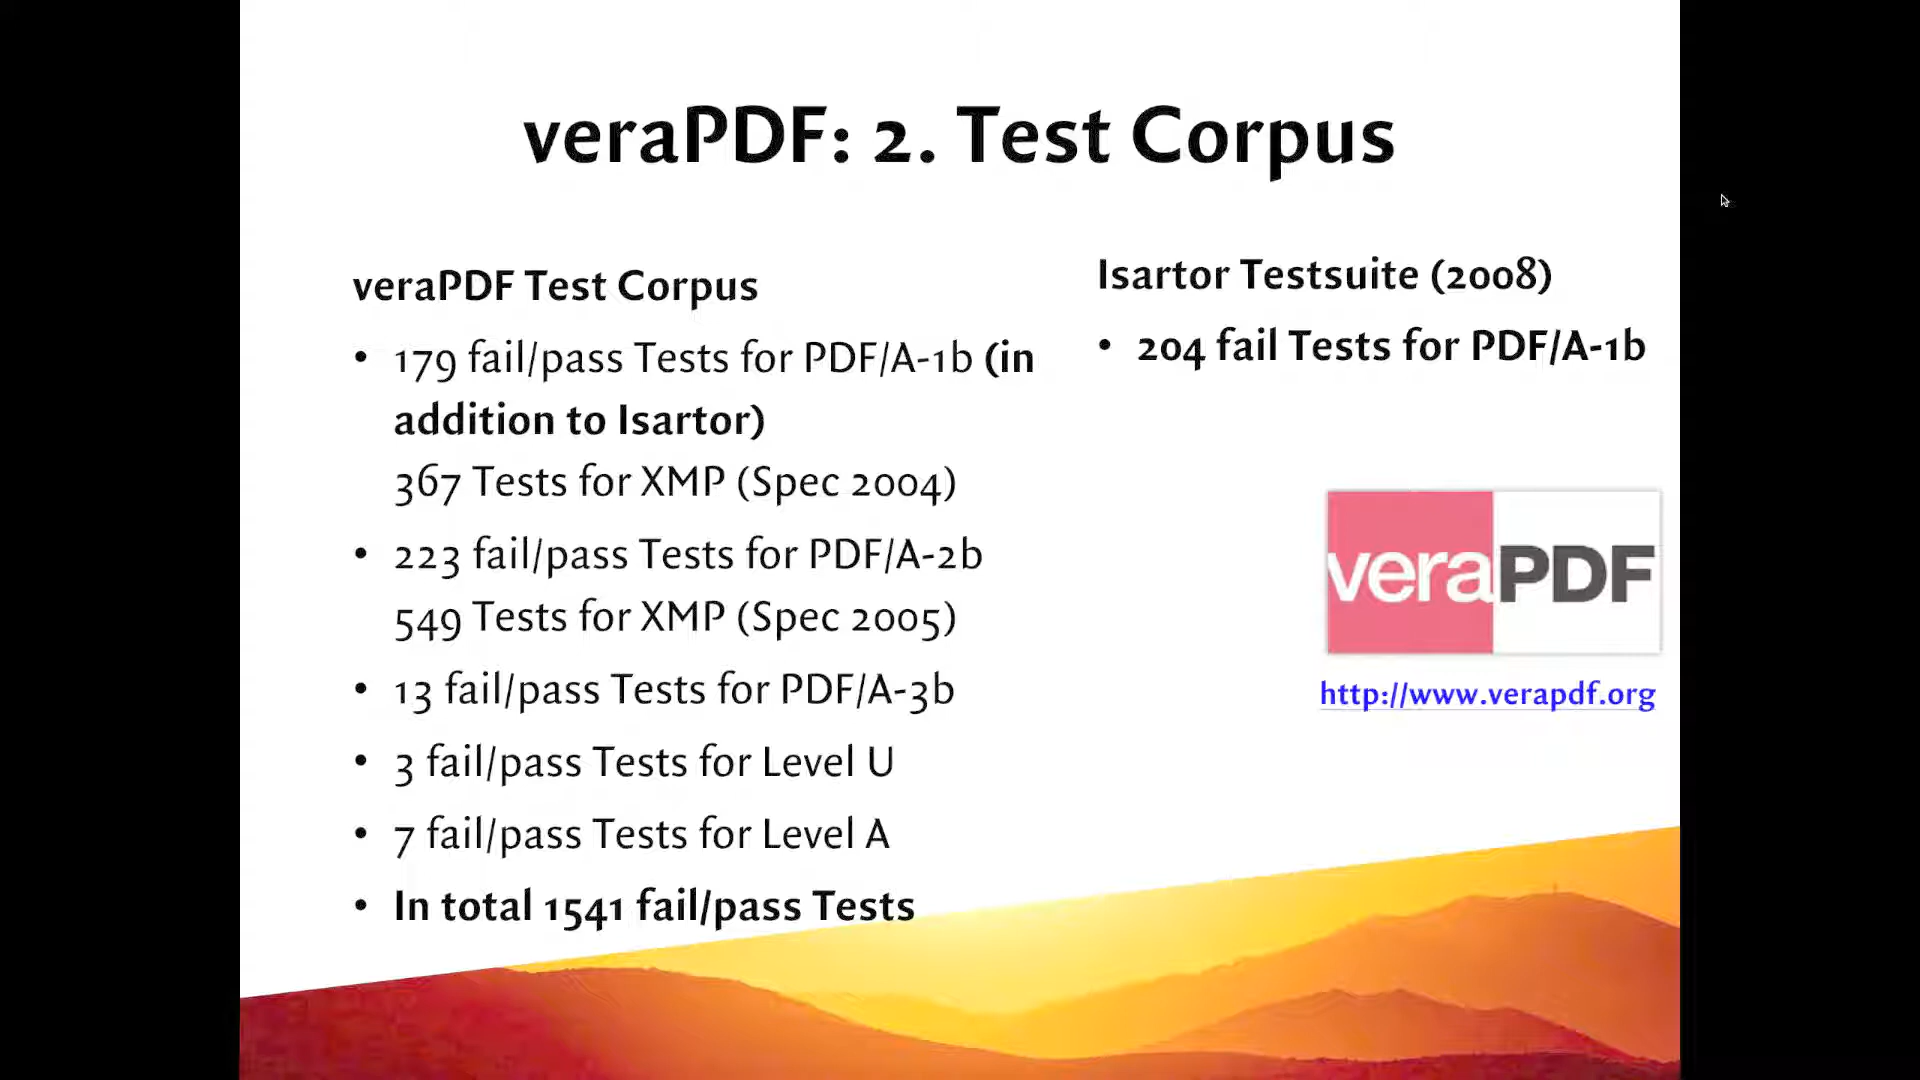 veraPDF: 2. Test Corpus
veraPDF Test Corpus
• 179 fail/pass Tests for PDF/A-1b (in
addition to Isartor)
367 Tests for XMP (Spec 2004)
• 223 fail/pass Tests for PDF/A-2b
549 Tests for XMP (Spec 2005)
• 13 fail/pass Tests for PDF/A-3b
• 3 fail/pass Tests for Level U
• 7 fail/pass Tests for Level A
• In total 1541 fail/pass Tests
Isartor Testsuite (2008)
• 204 fail Tests for PDF/A-1b
veraPDF
http://www.verapdf.org